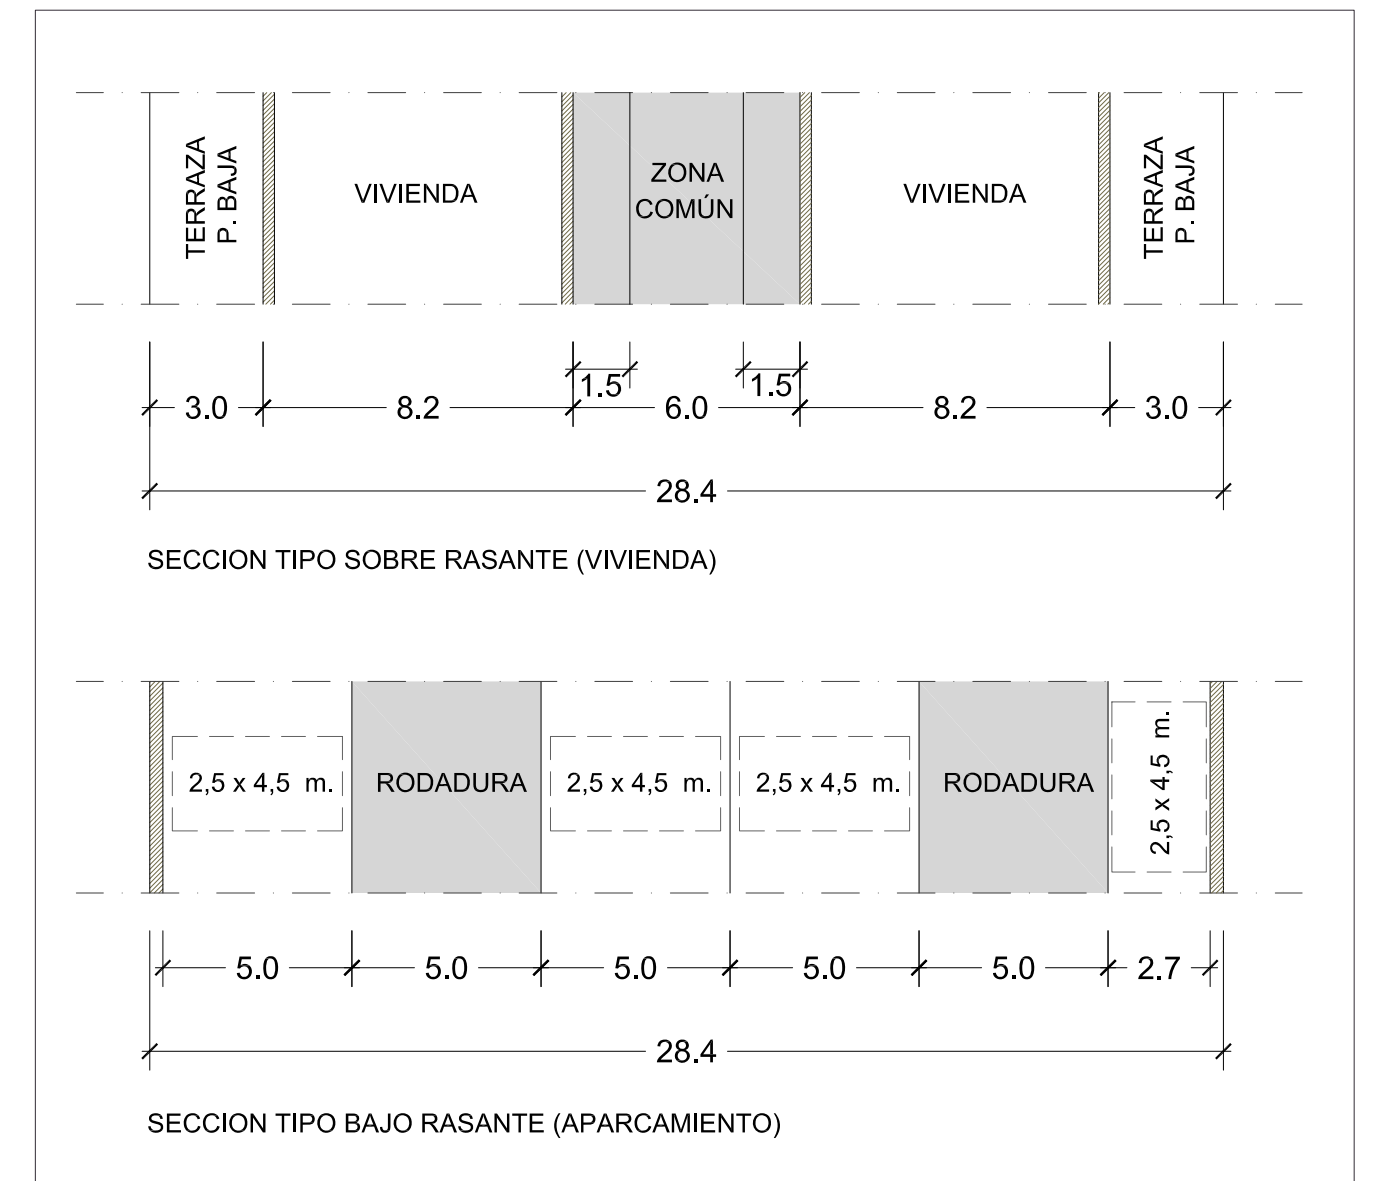 TERRAZA
P. BAJA
VIVIENDA
ZONA
COMÚN
VIVIENDA
TERRAZA
P. BAJA
1.5
1.5
3.0
8.2
6.0
8.2
3.0
28.4
SECCION TIPO SOBRE RASANTE (VIVIENDA)
2,5 x 4,5 m.
RODADURA
2,5 x 4,5 m.
2,5 x 4,5 m.
RODADURA
2,5 x 4,5 m.
5.0
5.0
5.0
5.0
5.0
2.7
28.4
SECCION TIPO BAJO RASANTE (APARCAMIENTO)